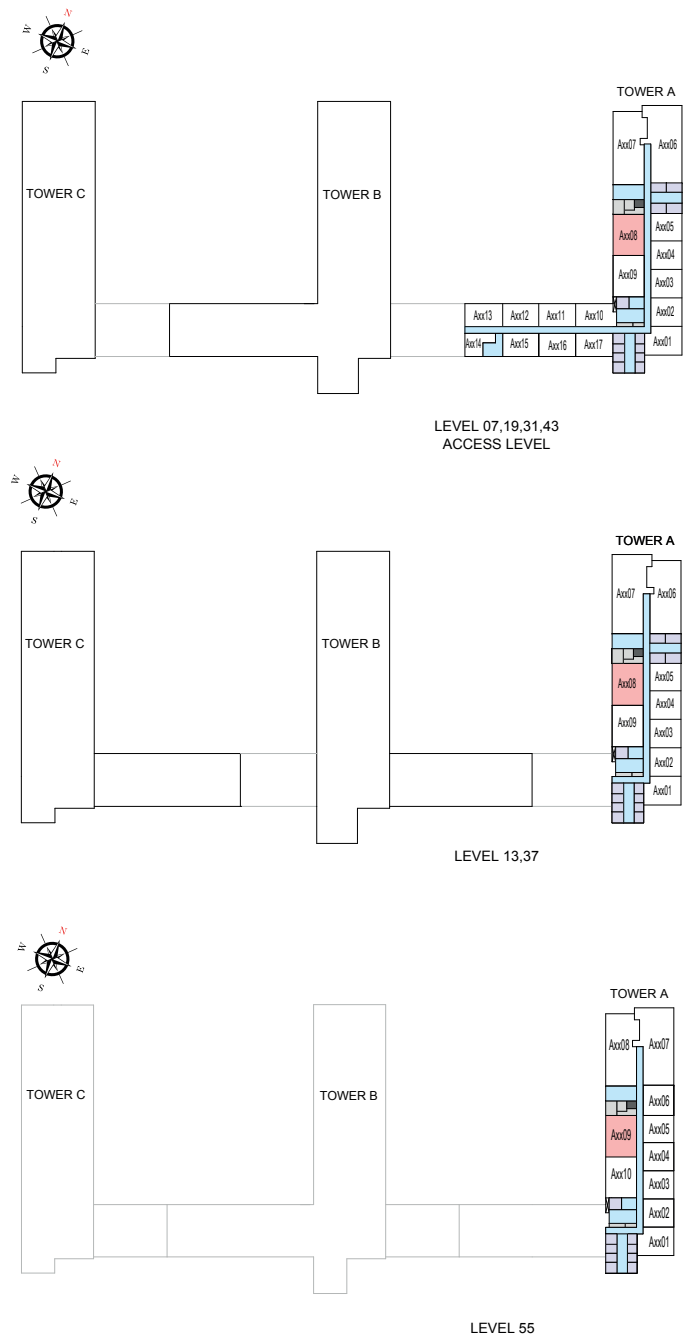 N
W
E
S
TOWER A
Axx07
Axx06
TOWER C
TOWER B
Axx08
Axx05
Axx04
Axx09
Axx03
Axx02
Axx13
Axx12
Axx11
Axx10
Axx01
Axx14
Axx15
Axx16
Axx17
LEVEL 07,19,31,43
ACCESS LEVEL
N
W
E
S
TOWER A
Axx07
Axx06
TOWER C
TOWER B
Axx08
Axx05
Axx04
Axx09
Axx03
Axx02
Axx01
LEVEL 13,37
N
W
E
S
TOWER A
Axx08
Axx07
TOWER C
TOWER B
Axx06
Axx09
Axx05
Axx04
Axx10
Axx03
Axx02
Axx01
LEVEL 55